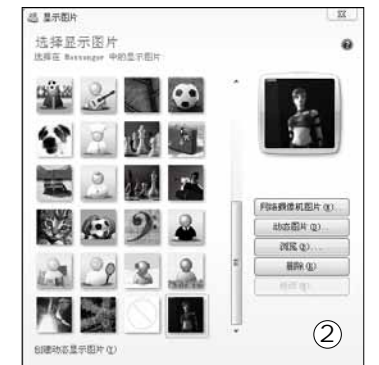 显示图片
选择显示图片
选择在 Messenger 中的显示图片:
网络摄像机图片(K)...
动态图片(D)...
浏览(B)...
删除(R)
创建动态显示图片(T)
②